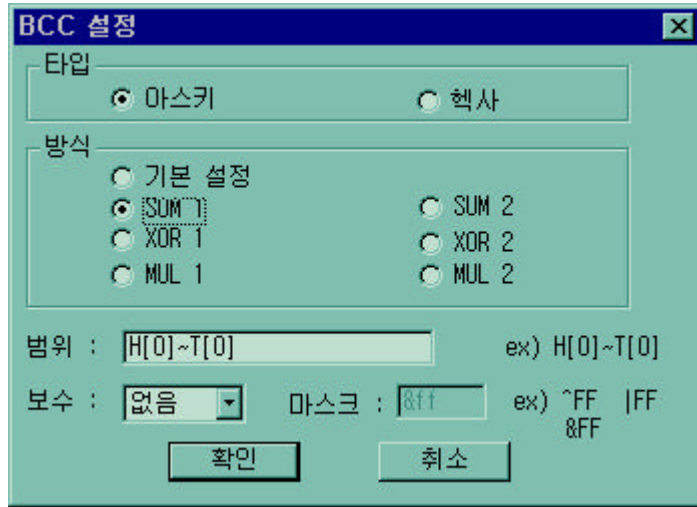 BCC 설정
타입
아스키 헥사
방식
기본 설정
SUM 1 SUM 2
XOR 1 XOR 2
MUL 1 MUL 2
범위 : H[0]~T[0] ex) H[0]~T[0]
보수 : 없음 마스크 : &ff ex) ^FF |FF
&FF
확인 취소